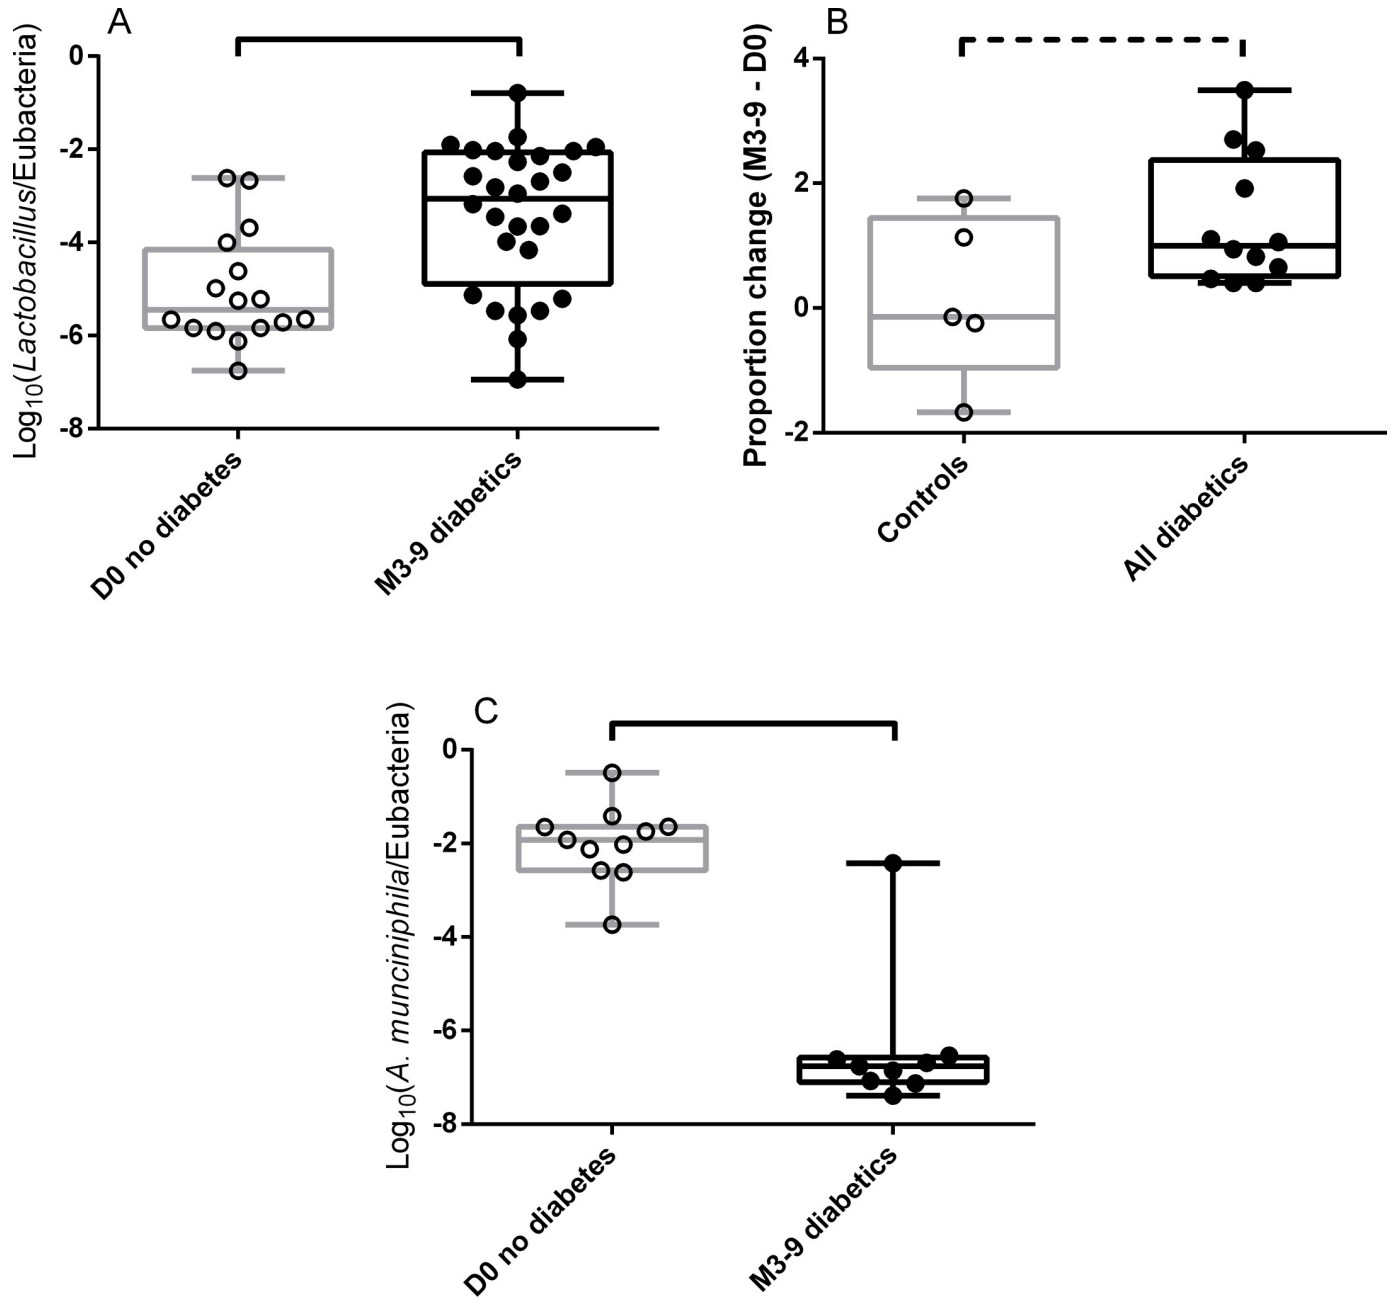 A
Log10(Lactobacillus/Eubacteria)
0
-2
-4
-6
-8
D0 no diabetes
M3-9 diabetics
B
Proportion change (M3-9 - D0)
4
2
0
-2
Controls
All diabetics
C
Log10(A. munciniphila/Eubacteria)
0
-2
-4
-6
-8
D0 no diabetes
M3-9 diabetics